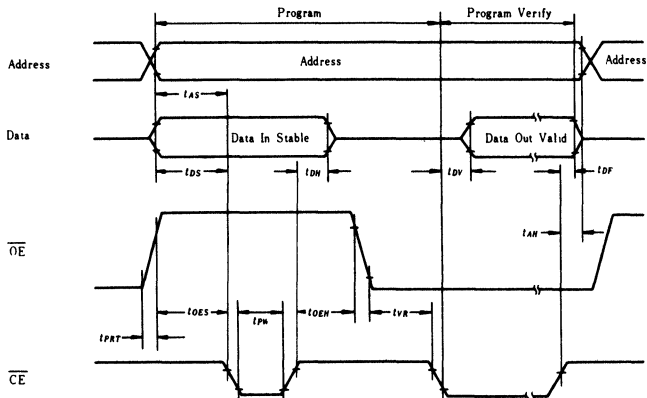 Program
Program Verify
Address
Address
Address
tAS
Data
Data In Stable
Data Out Valid
tDS
tDH
tDV
tDF
tAH
OE
tOES
tPW
tOEH
tVR
tPRT
CE